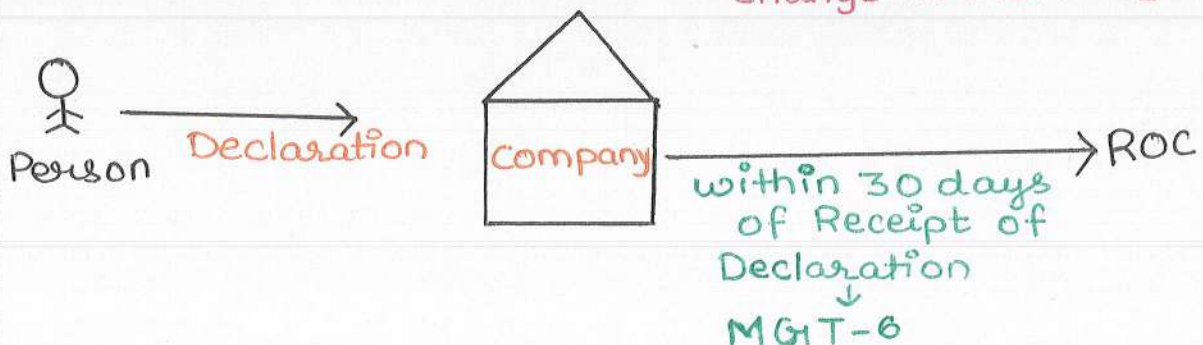 Person
Declaration
Company
ROC
within 30 days
of Receipt of
Declaration
↓
MGT-6